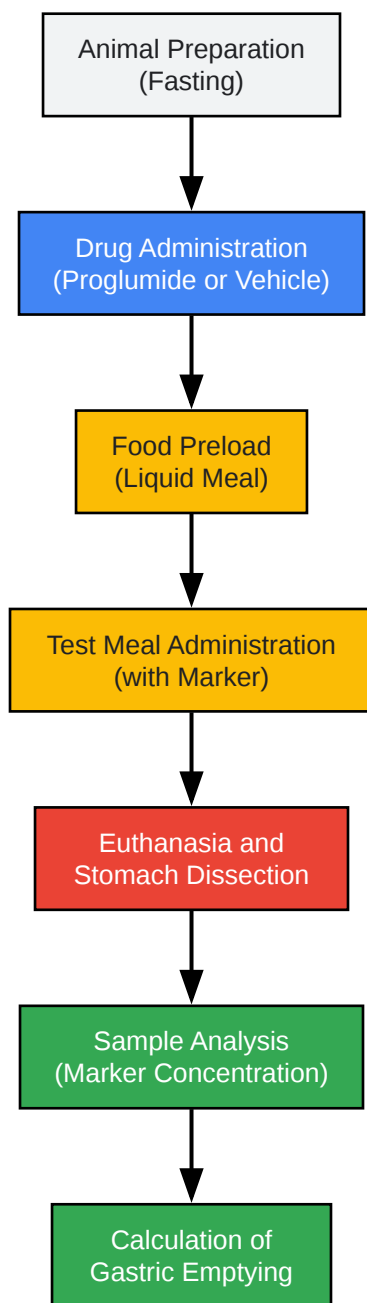 Animal Preparation
(Fasting)
Drug Administration
(Proglumide or Vehicle)
Food Preload
(Liquid Meal)
Test Meal Administration
(with Marker)
Euthanasia and
Stomach Dissection
Sample Analysis
(Marker Concentration)
Calculation of
Gastric Emptying